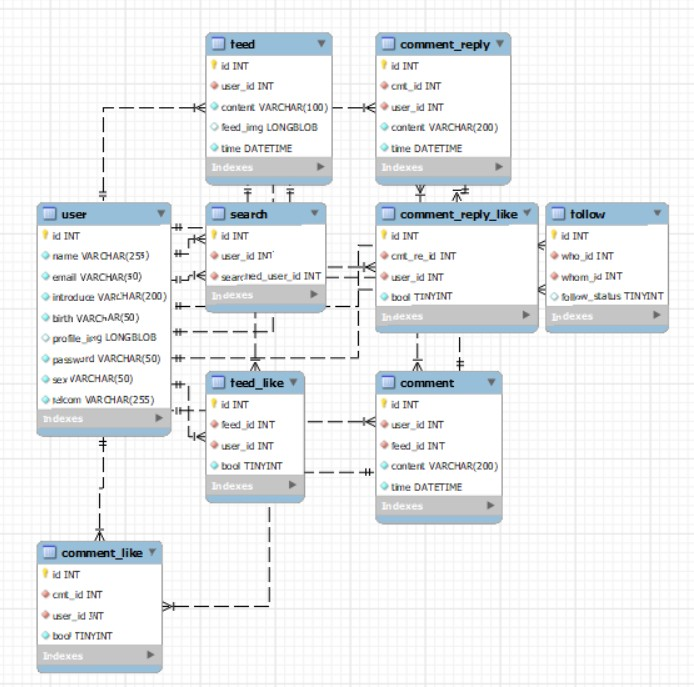 feed
id INT
user_id INT
content VARCHAR(100)
feed_img LONGBLOB
time DATETIME
Indexes
comment_reply
id INT
cmt_id INT
user_id INT
content VARCHAR(200)
time DATETIME
Indexes
user
id INT
email VARCHAR(50)
introduce VARCHAR(200)
birth VARCHAR(50)
profile_img LONGBLOB
password VARCHAR(50)
sex VARCHAR(50)
VARCHAR(255)
Indexes
search
id INT
user_id INT
searched_user_id INT
Indexes
comment_reply_like
id INT
cmt_re_id INT
user_id INT
bool TINYINT
Indexes
follow
id INT
who_id INT
whom_id INT
follow_status TINYINT
Indexes
feed_like
id INT
feed_id INT
user_id INT
bool TINYINT
Indexes
comment
id INT
user_id INT
feed_id INT
content VARCHAR(200)
time DATETIME
Indexes
comment_like
id INT
cmt_id INT
user_id INT
bool TINYINT
Indexes